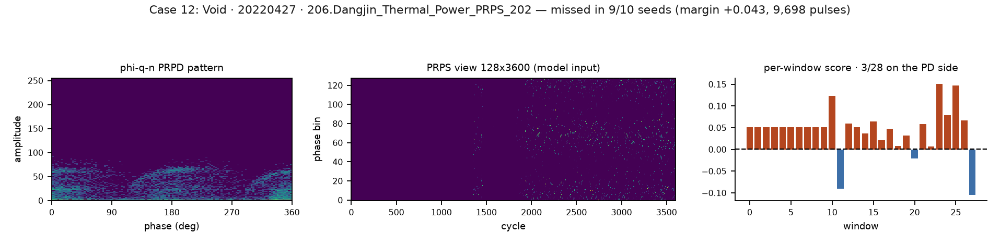 Case 12: Void · 20220427 · 206.Dangjin_Thermal_Power_PRPS_202 — missed in 9/10 seeds (margin +0.043, 9,698 pulses)
phi-q-n PRPD pattern
amplitude
250
200
150
100
50
0
0 90 180 270 360
phase (deg)
PRPS view 128x3600 (model input)
phase bin
120
100
80
60
40
20
0
0 500 1000 1500 2000 2500 3000 3500
cycle
per-window score · 3/28 on the PD side
0.15
0.10
0.05
0.00
−0.05
−0.10
0 5 10 15 20 25
window